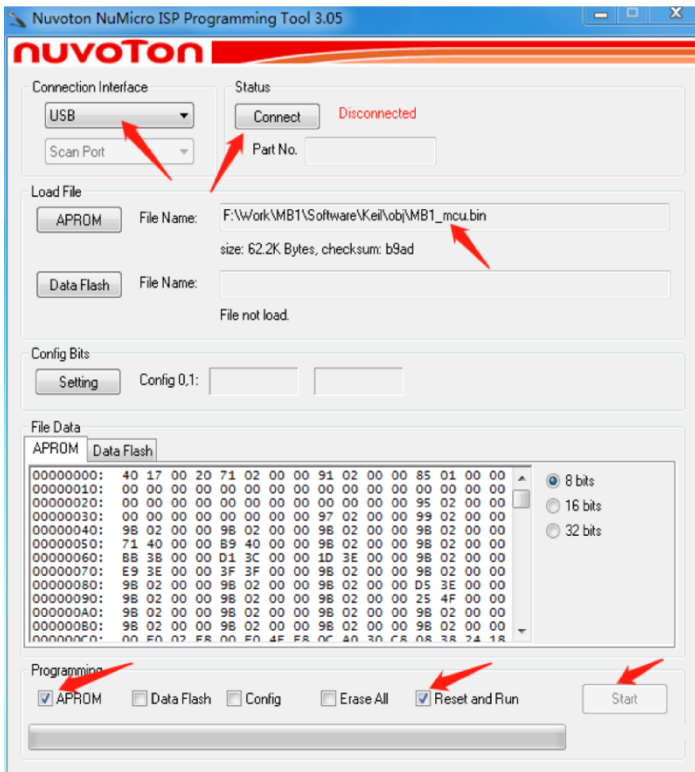 Nuvoton NuMicro ISP Programming Tool 3.05
nuvoTon
Connection Interface
USB
Scan Port
Status
Connect
Disconnected
Part No.
Load File
APROM
File Name:
F:\Work\MB1\Software\Keil\obj\MB1_mcu.bin
size: 62.2K Bytes, checksum: b9ad
Data Flash
File Name:
File not load.
Config Bits
Setting
Config 0,1:
File Data
APROM
Data Flash
00000000: 40 17 00 20 71 02 00 00 91 02 00 00 85 01 00 00
00000010: 00 00 00 00 00 00 00 00 00 00 00 00 00 00 00 00
00000020: 00 00 00 00 00 00 00 00 00 00 00 00 95 02 00 00
00000030: 00 00 00 00 00 00 00 00 97 02 00 00 99 02 00 00
00000040: 9B 02 00 00 9B 02 00 00 9B 02 00 00 9B 02 00 00
00000050: 71 40 00 00 B9 40 00 00 9B 02 00 00 9B 02 00 00
00000060: BB 3B 00 00 D1 3C 00 00 1D 3E 00 00 9B 02 00 00
00000070: E9 3E 00 00 3F 3F 00 00 9B 02 00 00 9B 02 00 00
00000080: 9B 02 00 00 9B 02 00 00 9B 02 00 00 D5 3E 00 00
00000090: 9B 02 00 00 9B 02 00 00 9B 02 00 00 25 4F 00 00
000000A0: 9B 02 00 00 9B 02 00 00 9B 02 00 00 9B 02 00 00
000000B0: 9B 02 00 00 9B 02 00 00 9B 02 00 00 9B 02 00 00
8 bits
16 bits
32 bits
Programming
APROM
Data Flash
Config
Erase All
Reset and Run
Start